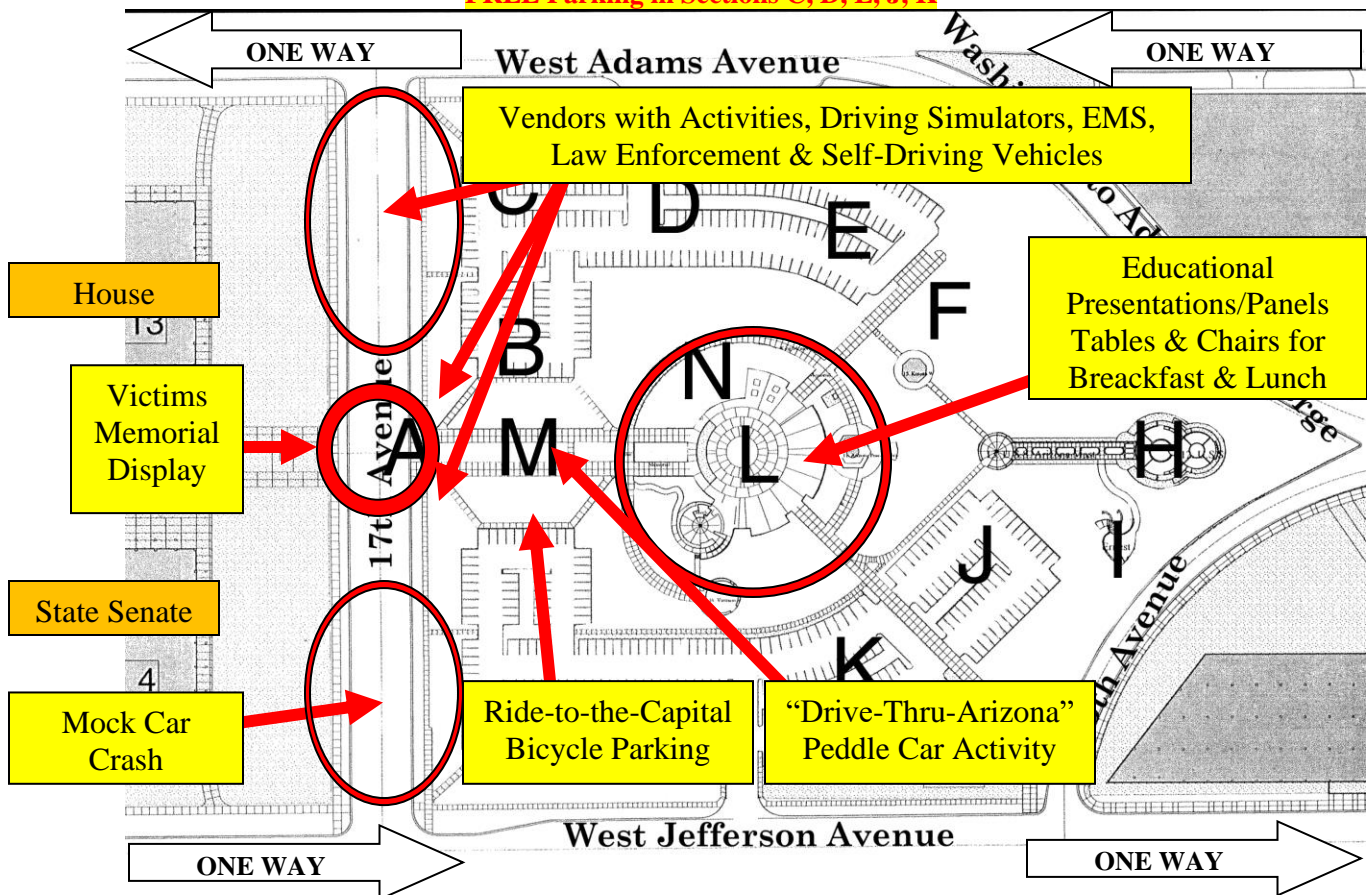 FREE Parking in Sections C, D, E, J, K
ONE WAY
ONE WAY
West Adams Avenue
Vendors with Activities, Driving Simulators, EMS,
Law Enforcement & Self-Driving Vehicles
C
D
E
House
13
Educational
Presentations/Panels
Tables & Chairs for
Breackfast & Lunch
F
B
N
Victims
Memorial
Display
17th Avenue
A
M
L
H
J
I
State Senate
4
K
Mock Car
Crash
Ride-to-the-Capital
Bicycle Parking
“Drive-Thru-Arizona”
Peddle Car Activity
Avenue
West Jefferson Avenue
ONE WAY
ONE WAY